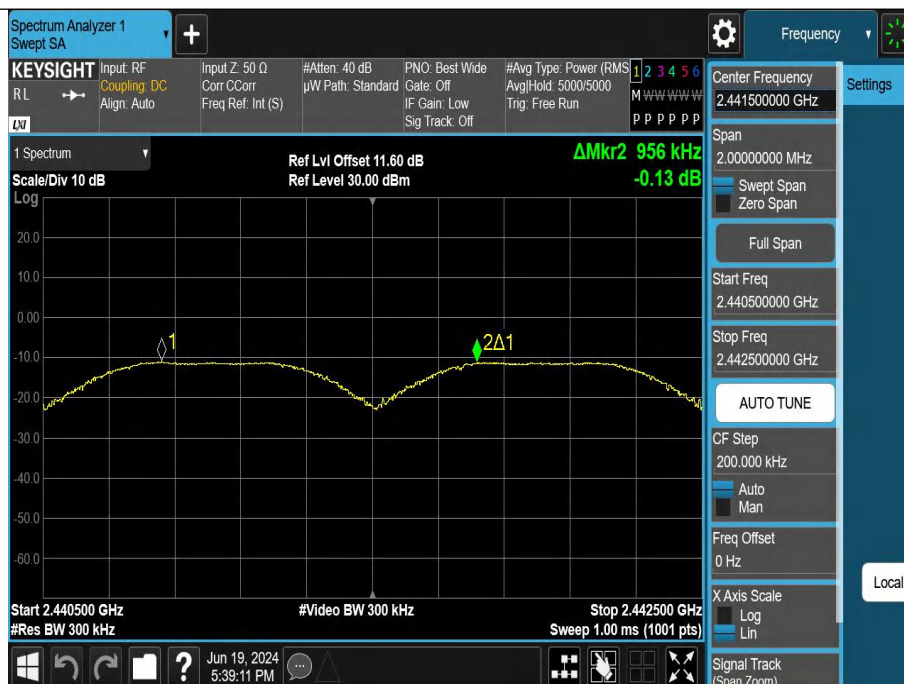 Spectrum Analyzer 1
Swept SA
+
Frequency
KEYSIGHT
RL
LXI
Input: RF
Coupling: DC
Align: Auto
Input Z: 50 Ω
Corr CCorr
Freq Ref: Int (S)
#Atten: 40 dB
µW Path: Standard
PNO: Best Wide
Gate: Off
IF Gain: Low
Sig Track: Off
#Avg Type: Power (RMS
Avg|Hold: 5000/5000
Trig: Free Run
1 2 3 4 5 6
M W W W W W
P P P P P P
Center Frequency
2.441500000 GHz
Settings
Span
2.00000000 MHz
Swept Span
Zero Span
Full Span
Start Freq
2.440500000 GHz
Stop Freq
2.442500000 GHz
AUTO TUNE
CF Step
200.000 kHz
Auto
Man
Freq Offset
0 Hz
X Axis Scale
Log
Lin
Signal Track
(Span Zoom)
Local
1 Spectrum
Scale/Div 10 dB
Log
Ref Lvl Offset 11.60 dB
Ref Level 30.00 dBm
ΔMkr2 956 kHz
-0.13 dB
20.0
10.0
0.00
-10.0
-20.0
-30.0
-40.0
-50.0
-60.0
1
2Δ1
Start 2.440500 GHz
#Res BW 300 kHz
#Video BW 300 kHz
Stop 2.442500 GHz
Sweep 1.00 ms (1001 pts)
?
Jun 19, 2024
5:39:11 PM